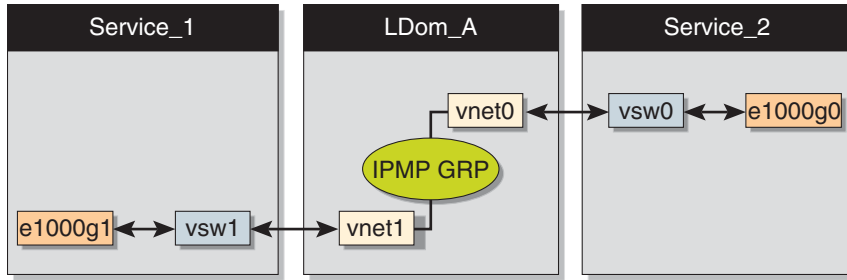 Service_1
LDom_A
Service_2
vnet0
vsw0
e1000g0
IPMP GRP
e1000g1
vsw1
vnet1